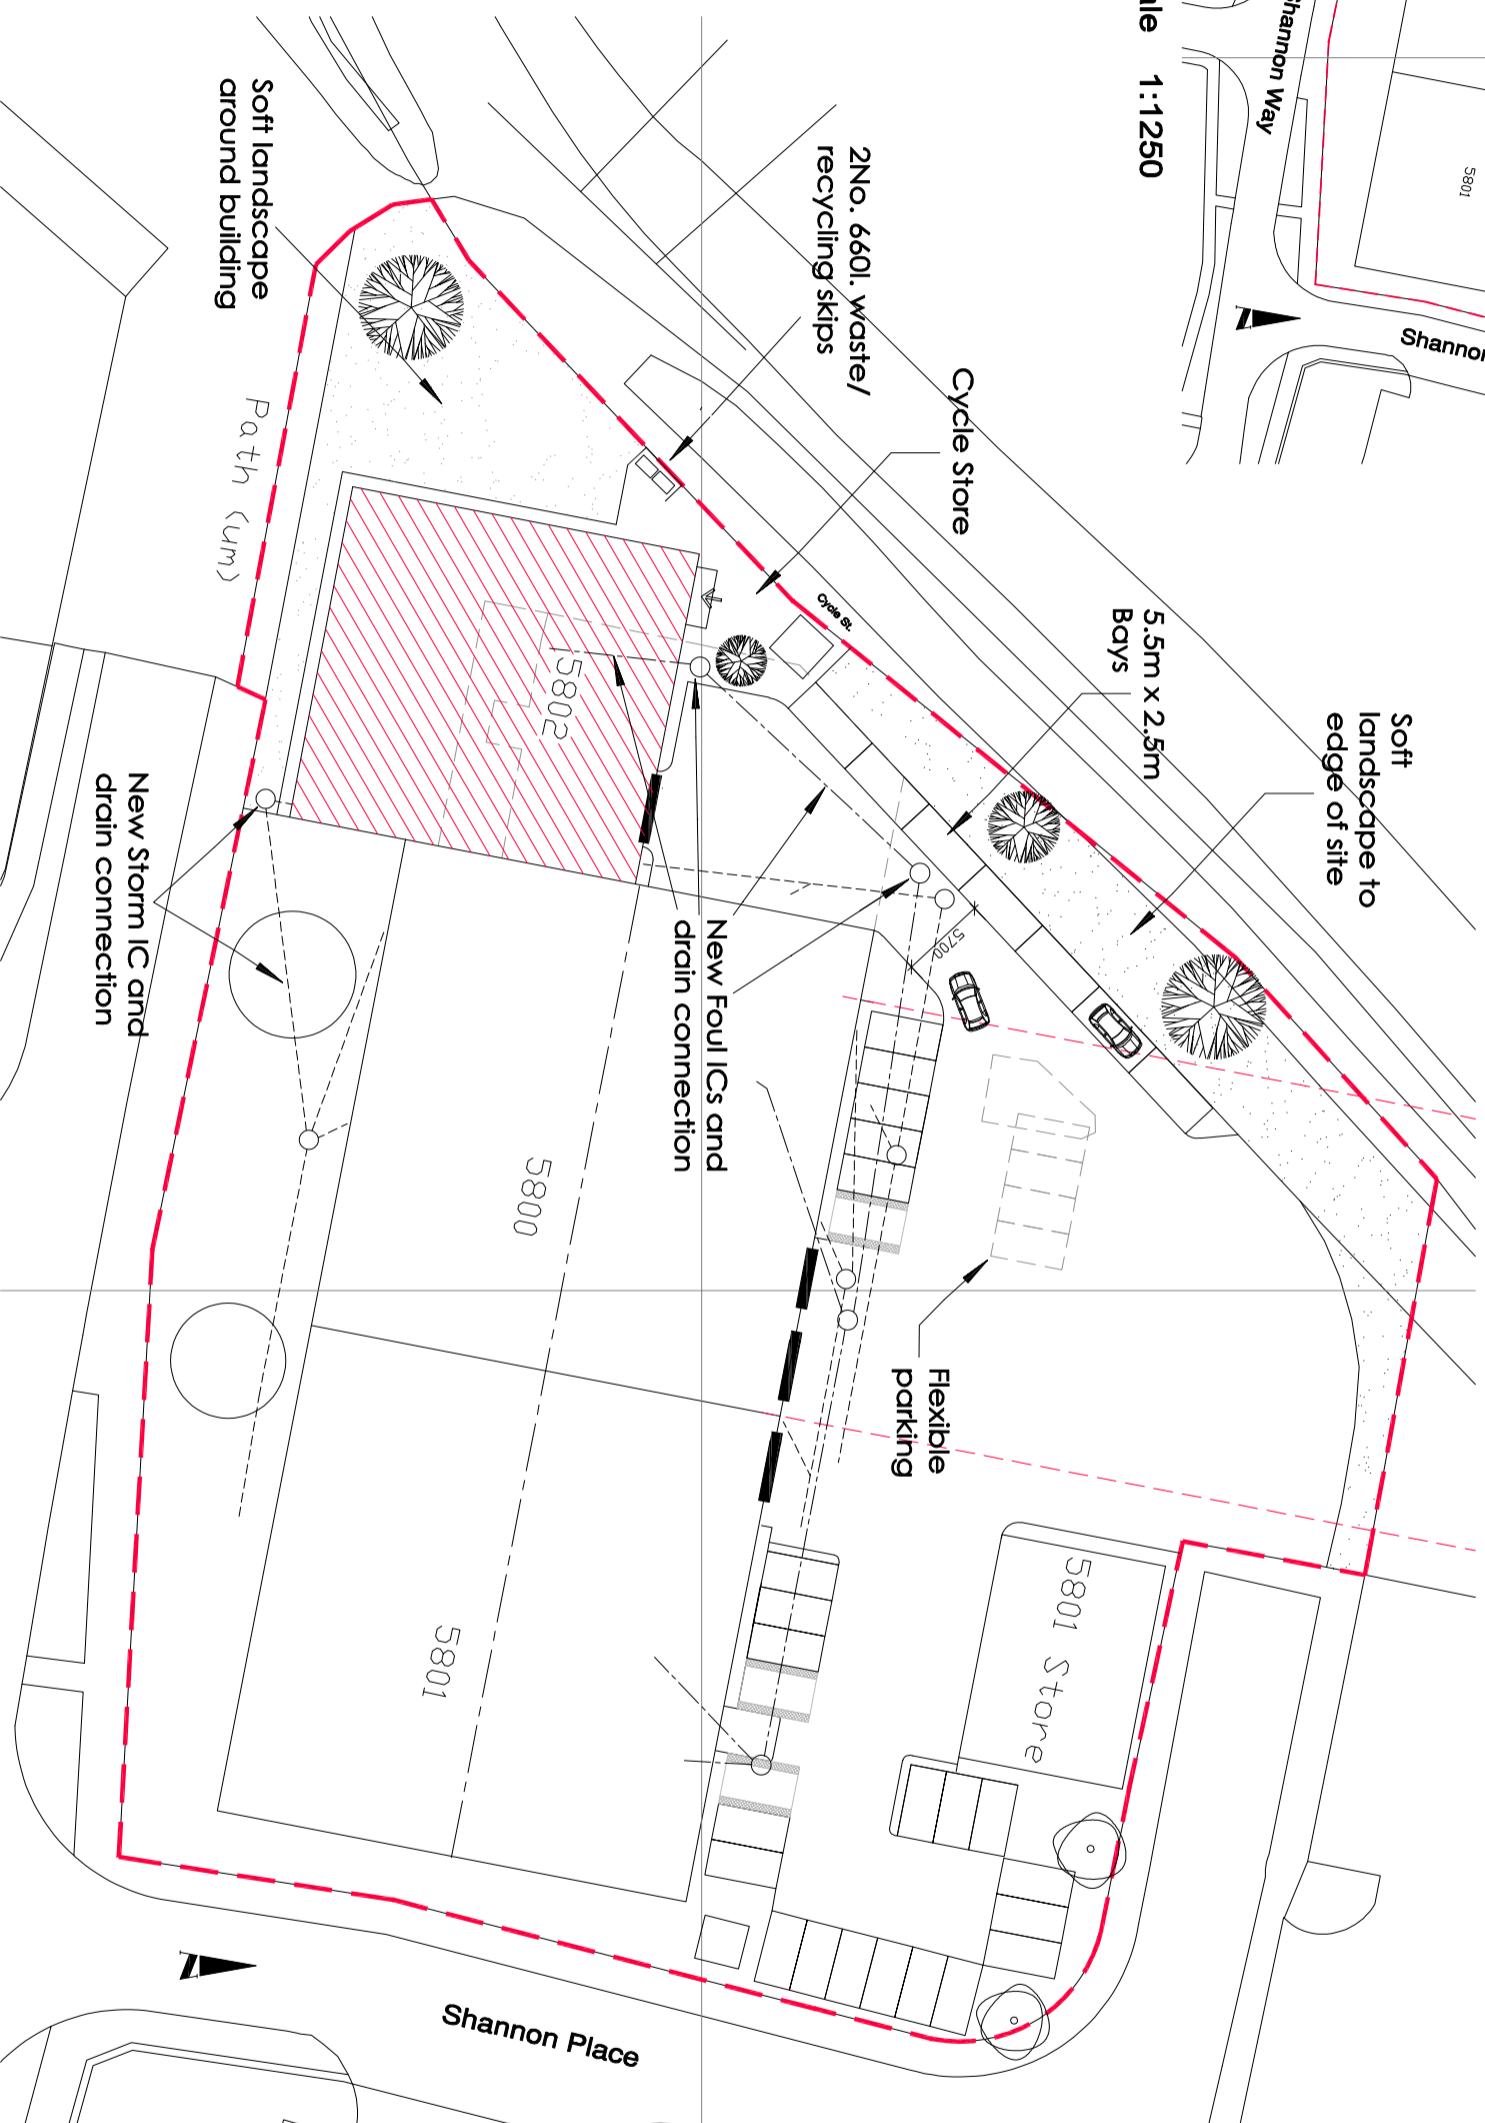 ale 1:1250
Shannon Way
5801
Shannon
Soft landscape
around building
2No. 660l. waste/
recycling skips
Cycle Store
Cycle St.
5.5m x 2.5m
Bays
Soft
landscape to
edge of site
Path (um)
5802
New Storm IC and
drain connection
New Foul ICs and
drain connection
5700
5800
Flexible
parking
5801
5801 Store
Shannon Place